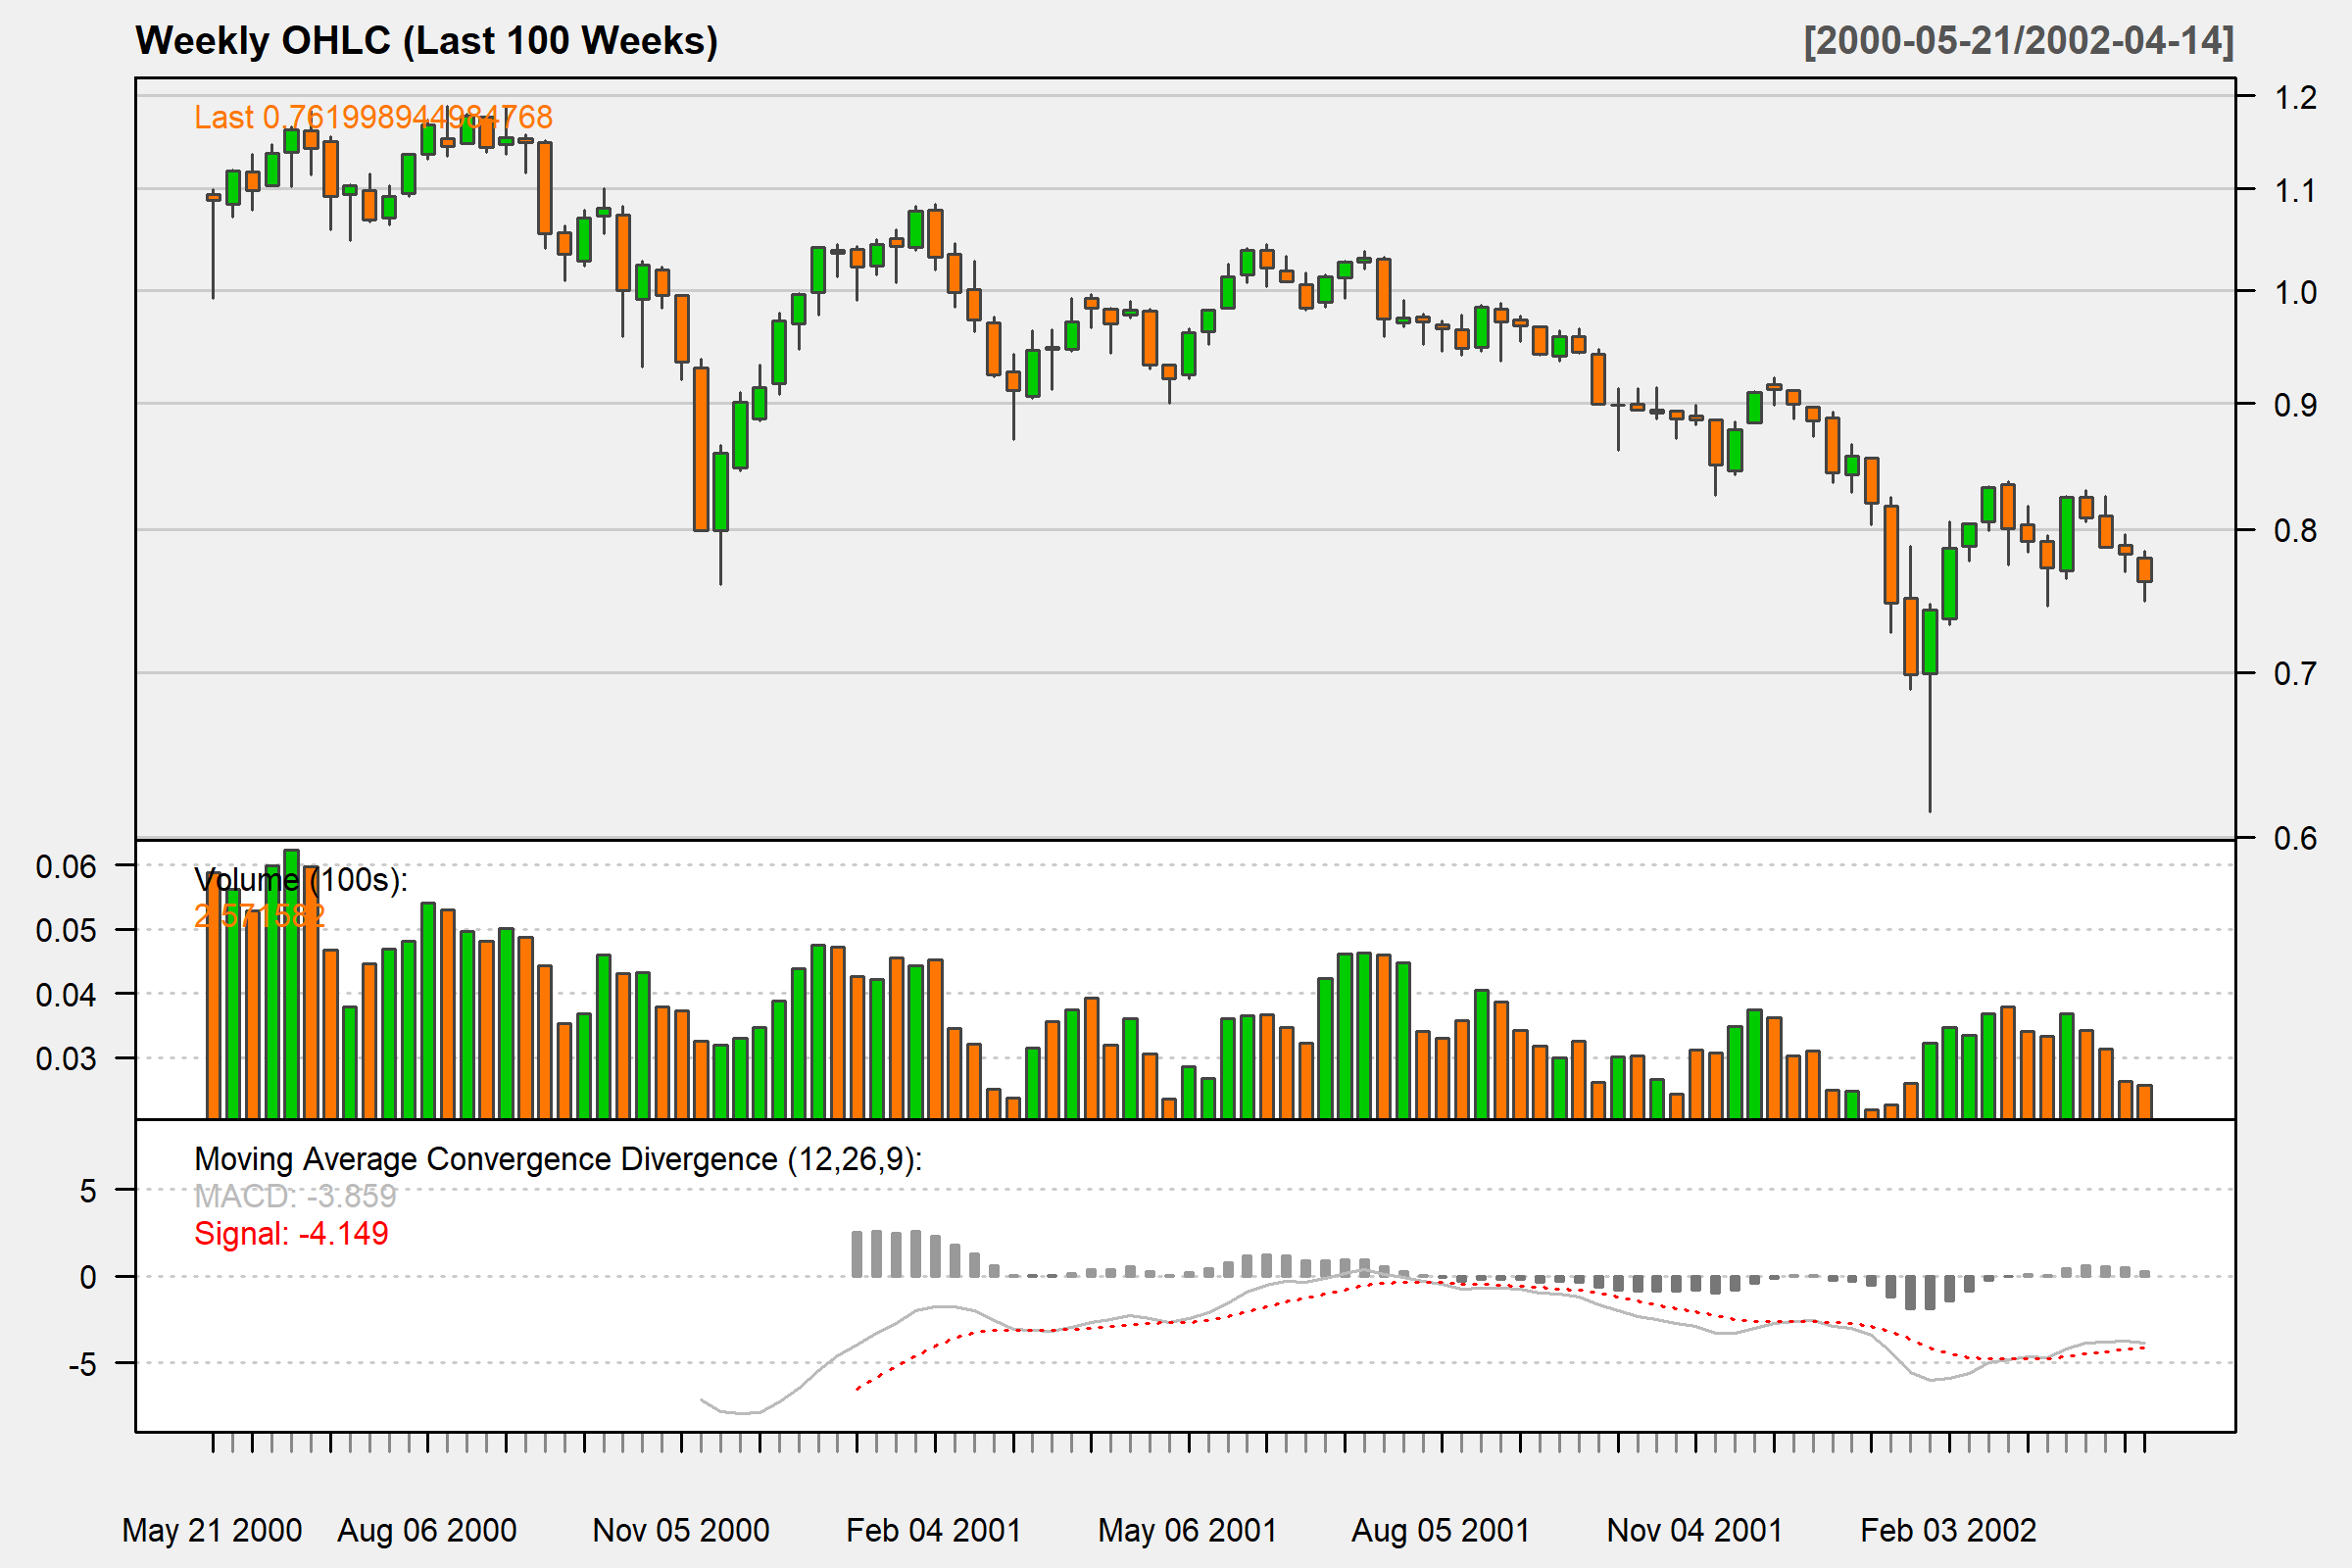 Weekly OHLC (Last 100 Weeks) [2000-05-21/2002-04-14]
Last 0.761998944984768
1.2
1.1
1.0
0.9
0.8
0.7
0.6
Volume (100s):
2.571582
0.06
0.05
0.04
0.03
Moving Average Convergence Divergence (12,26,9):
MACD: -3.859
Signal: -4.149
5
0
-5
May 21 2000 Aug 06 2000 Nov 05 2000 Feb 04 2001 May 06 2001 Aug 05 2001 Nov 04 2001 Feb 03 2002